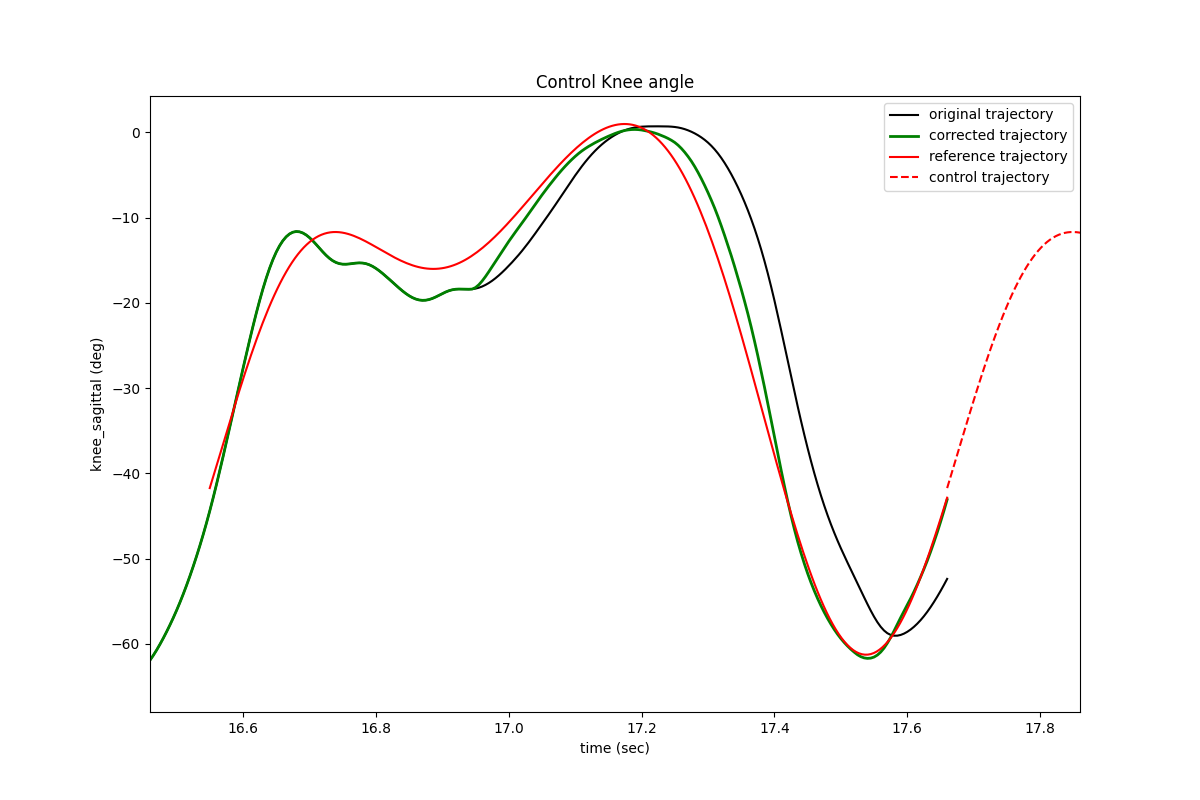 Control Knee angle
original trajectory
corrected trajectory
reference trajectory
control trajectory
0
−10
−20
−30
−40
−50
−60
knee_sagittal (deg)
16.6 16.8 17.0 17.2 17.4 17.6 17.8
time (sec)